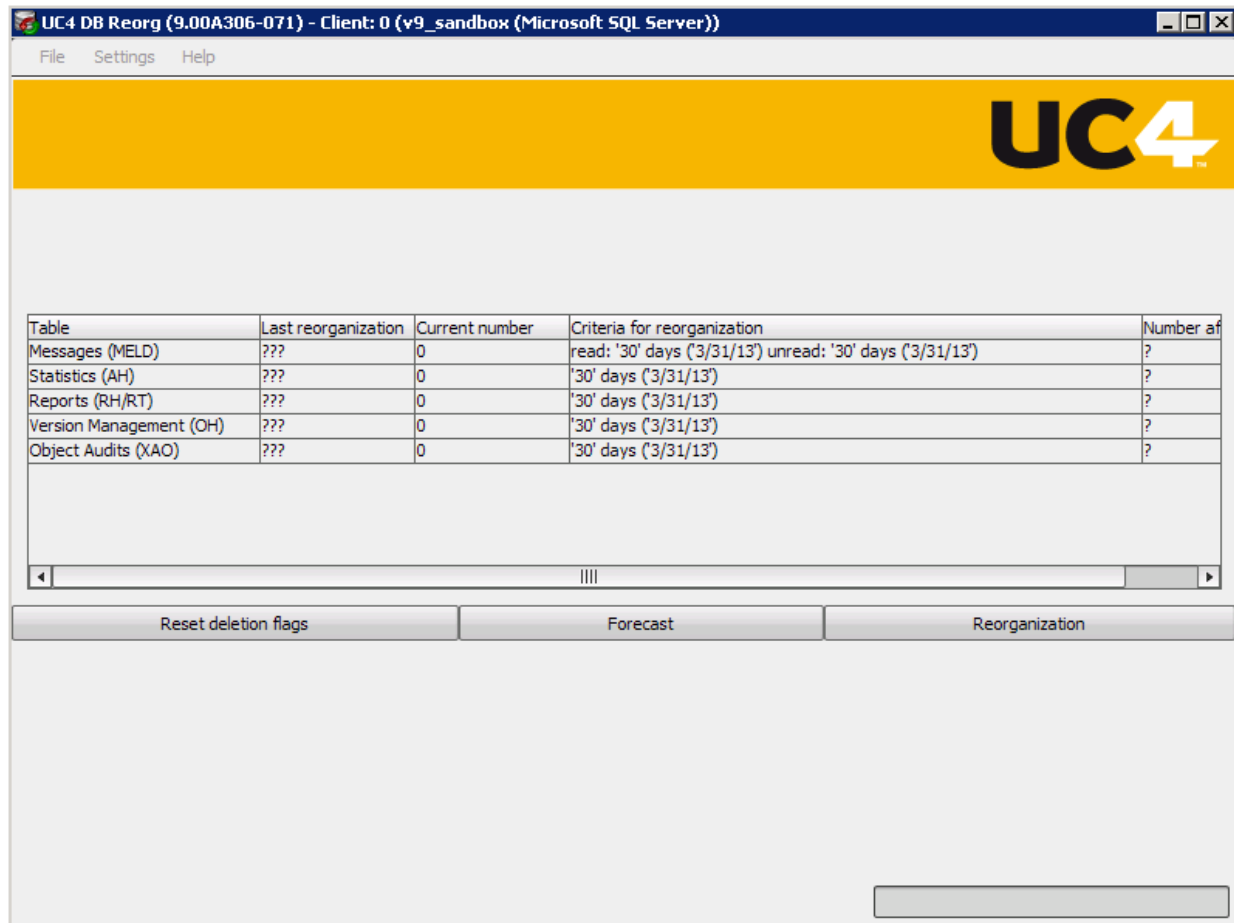 UC4 DB Reorg (9.00A306-071) - Client: 0 (v9_sandbox (Microsoft SQL Server))
File Settings Help
UC4™
Table Last reorganization Current number Criteria for reorganization Number af
Messages (MELD) ??? 0 read: '30' days ('3/31/13') unread: '30' days ('3/31/13') ?
Statistics (AH) ??? 0 '30' days ('3/31/13') ?
Reports (RH/RT) ??? 0 '30' days ('3/31/13') ?
Version Management (OH) ??? 0 '30' days ('3/31/13') ?
Object Audits (XAO) ??? 0 '30' days ('3/31/13') ?
Reset deletion flags Forecast Reorganization